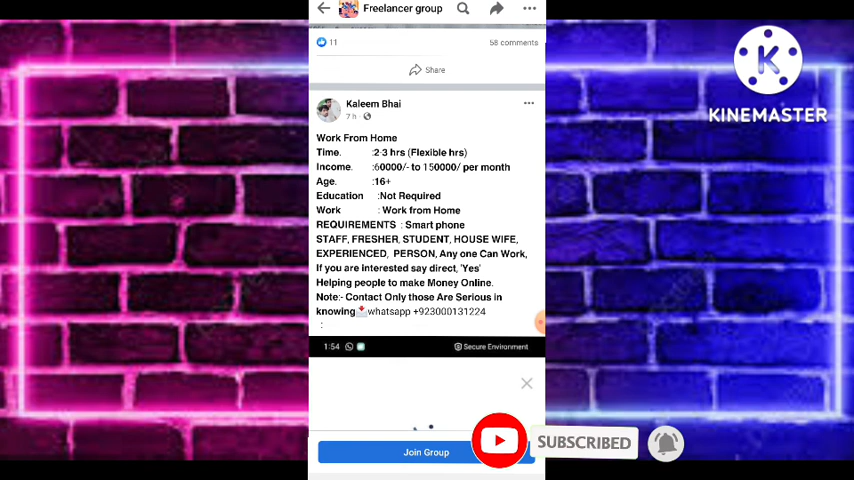 Freelancer group
11
58 comments
Share
Kaleem Bhai
7 h
Work From Home
Time. :2-3 hrs (Flexible hrs)
Income. :60000/- to 150000/ per month
Age. :16+
Education :Not Required
Work : Work from Home
REQUIREMENTS : Smart phone
STAFF, FRESHER, STUDENT, HOUSE WIFE,
EXPERIENCED, PERSON, Any one Can Work,
If you are interested say direct, 'Yes'
Helping people to make Money Online.
Note:- Contact Only those Are Serious in
knowing📩whatsapp +923000131224
:
1:54
Secure Environment
Join Group
SUBSCRIBED
K
KINEMASTER